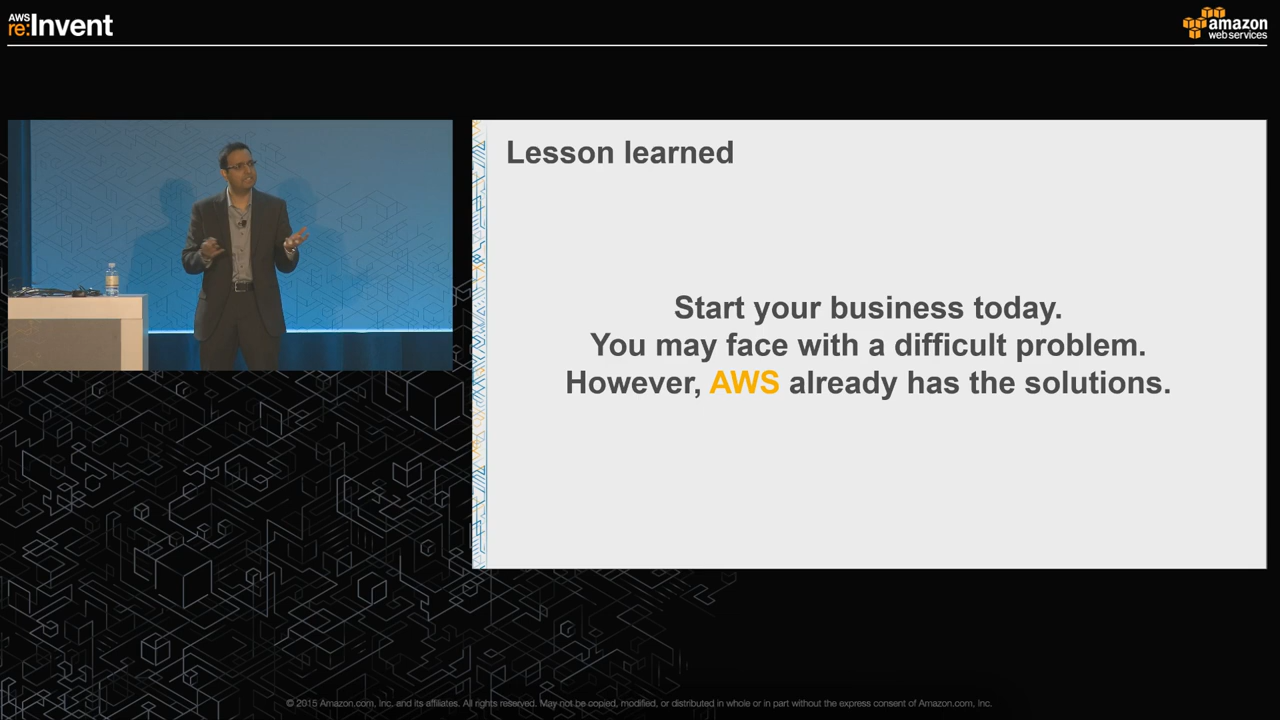 AWS
re:Invent
amazon
web services
Lesson learned
Start your business today.
You may face with a difficult problem.
However, AWS already has the solutions.
© 2015 Amazon.com, Inc. and its affiliates. All rights reserved. May not be copied, modified, or distributed in whole or in part without the express consent of Amazon.com, Inc.